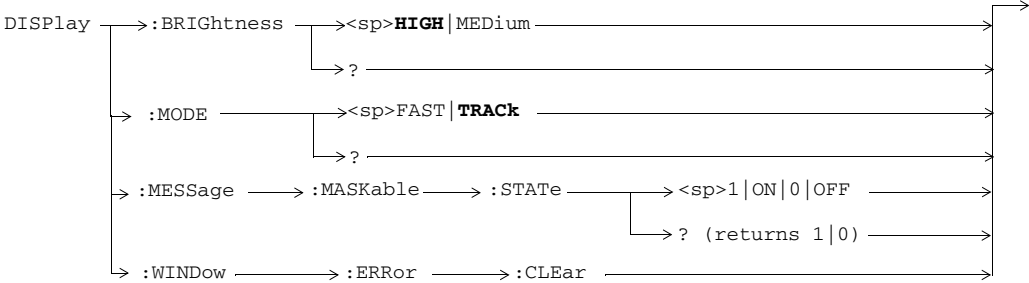 DISPlay :BRIGhtness <sp>HIGH|MEDium
?
:MODE <sp>FAST|TRACk
?
:MESSage :MASKable :STATe <sp>1|ON|0|OFF
? (returns 1|0)
:WINDow :ERRor :CLEar